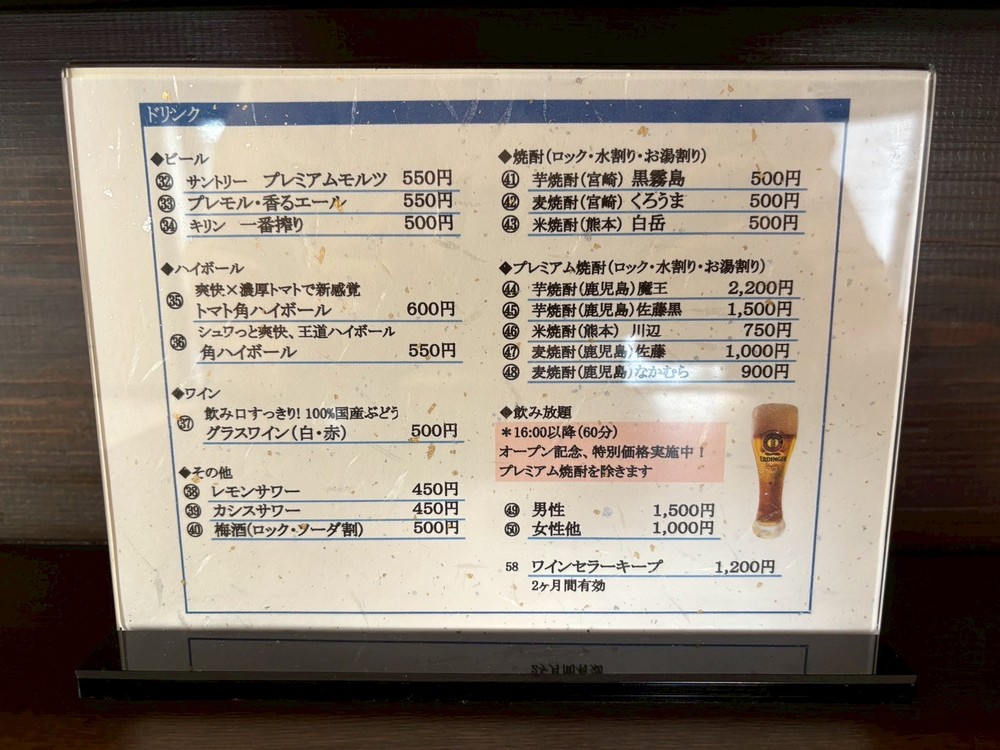 ドリンク
◆ビール
㉜ サントリー プレミアムモルツ 550円
㉝ プレモル・香るエール 550円
㉞ キリン 一番搾り 500円
◆ハイボール
㉟ 爽快×濃厚トマトで新感覚
トマト角ハイボール 600円
㊱ シュワっと爽快、王道ハイボール
角ハイボール 550円
◆ワイン
㊲ 飲み口すっきり! 100%国産ぶどう
グラスワイン(白・赤) 500円
◆その他
㊳ レモンサワー 450円
㊴ カシスサワー 450円
㊵ 梅酒(ロック・ソーダ割) 500円
◆焼酎(ロック・水割り・お湯割り)
㊶ 芋焼酎(宮崎) 黒霧島 500円
㊷ 麦焼酎(宮崎) くろうま 500円
㊸ 米焼酎(熊本) 白岳 500円
◆プレミアム焼酎(ロック・水割り・お湯割り)
㊹ 芋焼酎(鹿児島)魔王 2,200円
㊺ 芋焼酎(鹿児島)佐藤黒 1,500円
㊻ 米焼酎(熊本) 川辺 750円
㊼ 麦焼酎(鹿児島)佐藤 1,000円
㊽ 麦焼酎(鹿児島)なかむら 900円
◆飲み放題
*16:00以降(60分)
オープン記念、特別価格実施中!
プレミアム焼酎を除きます
ERDINGER
㊾ 男性 1,500円
㊿ 女性他 1,000円
58 ワインセラーキープ 1,200円
2ヶ月間有効